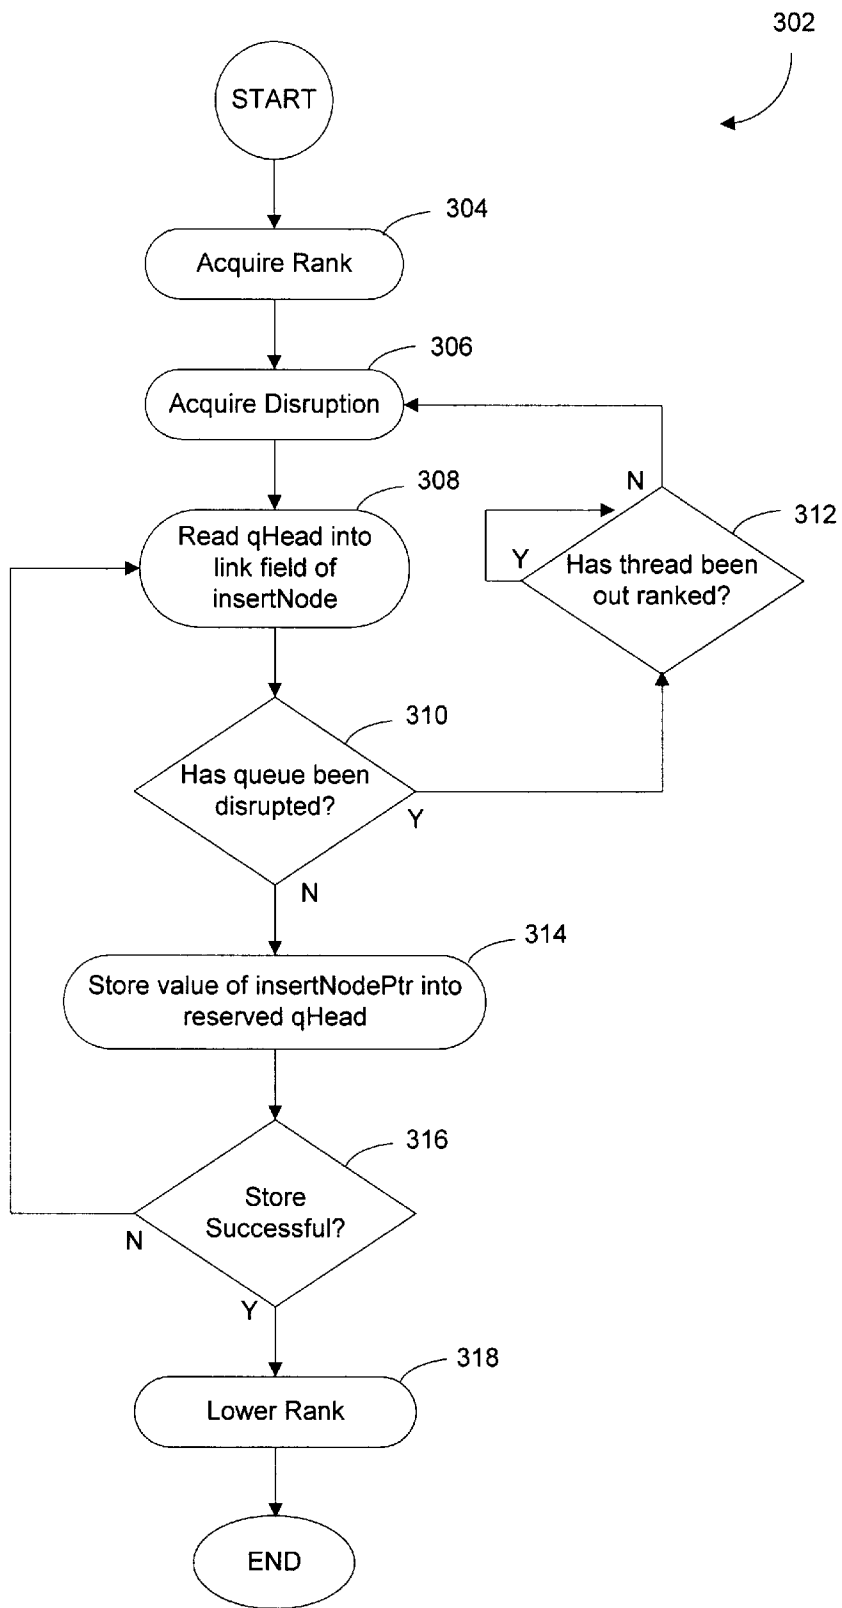 302
START
304
Acquire Rank
306
Acquire Disruption
308
Read qHead into
link field of
insertNode
N
312
Y
Has thread been
out ranked?
310
Has queue been
disrupted?
Y
N
314
Store value of insertNodePtr into
reserved qHead
316
Store
Successful?
N
Y
318
Lower Rank
END